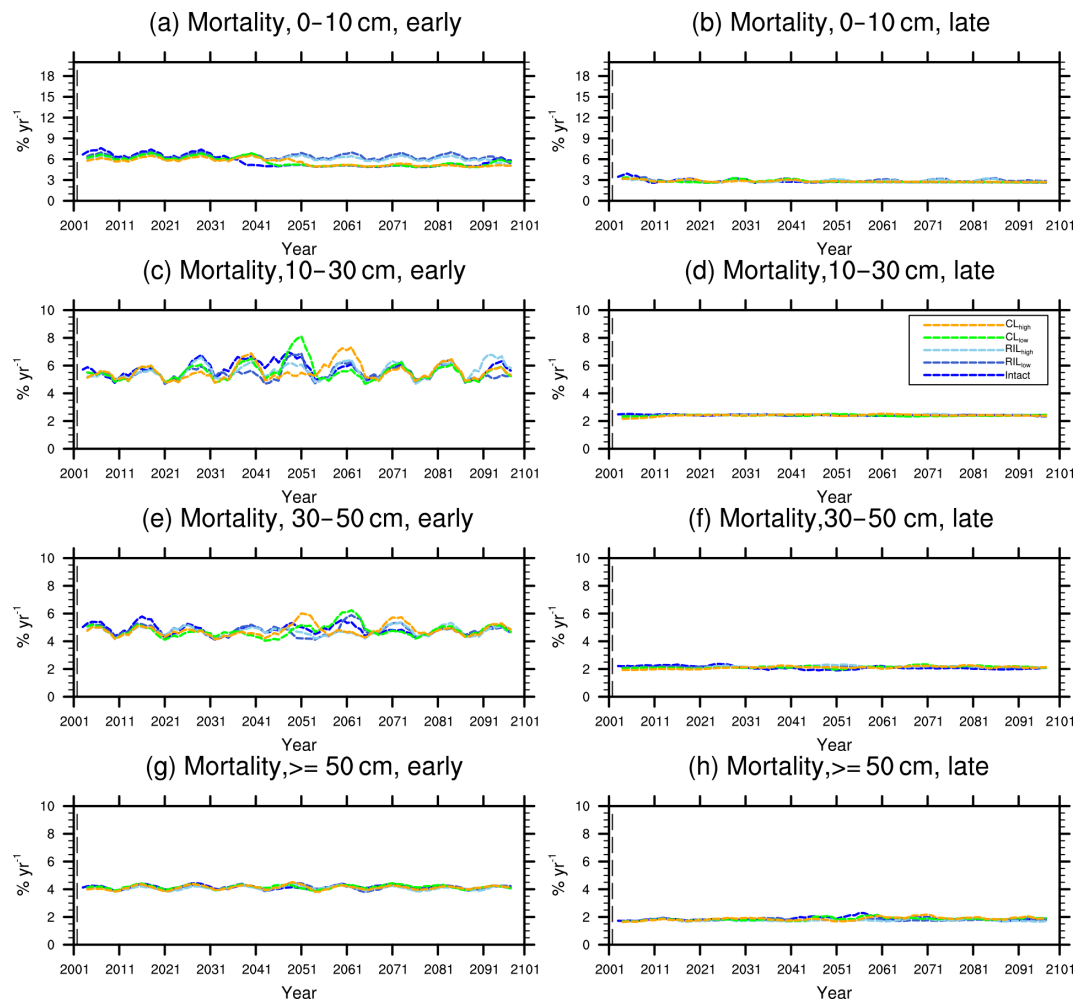 (a) Mortality, 0−10 cm, early
18
15
12
9
6
3
0
% yr-1
2001 2011 2021 2031 2041 2051 2061 2071 2081 2091 2101
Year
(b) Mortality, 0−10 cm, late
18
15
12
9
6
3
0
% yr-1
2001 2011 2021 2031 2041 2051 2061 2071 2081 2091 2101
Year
(c) Mortality,10−30 cm, early
10
8
6
4
2
0
% yr-1
2001 2011 2021 2031 2041 2051 2061 2071 2081 2091 2101
Year
(d) Mortality,10−30 cm, late
10
8
6
4
2
0
% yr-1
CLhigh
CLlow
RILhigh
RILlow
Intact
2001 2011 2021 2031 2041 2051 2061 2071 2081 2091 2101
Year
(e) Mortality, 30−50 cm, early
10
8
6
4
2
0
% yr-1
2001 2011 2021 2031 2041 2051 2061 2071 2081 2091 2101
Year
(f) Mortality,30−50 cm, late
10
8
6
4
2
0
% yr-1
2001 2011 2021 2031 2041 2051 2061 2071 2081 2091 2101
Year
(g) Mortality,>= 50 cm, early
10
8
6
4
2
0
% yr-1
2001 2011 2021 2031 2041 2051 2061 2071 2081 2091 2101
Year
(h) Mortality,>= 50 cm, late
10
8
6
4
2
0
% yr-1
2001 2011 2021 2031 2041 2051 2061 2071 2081 2091 2101
Year